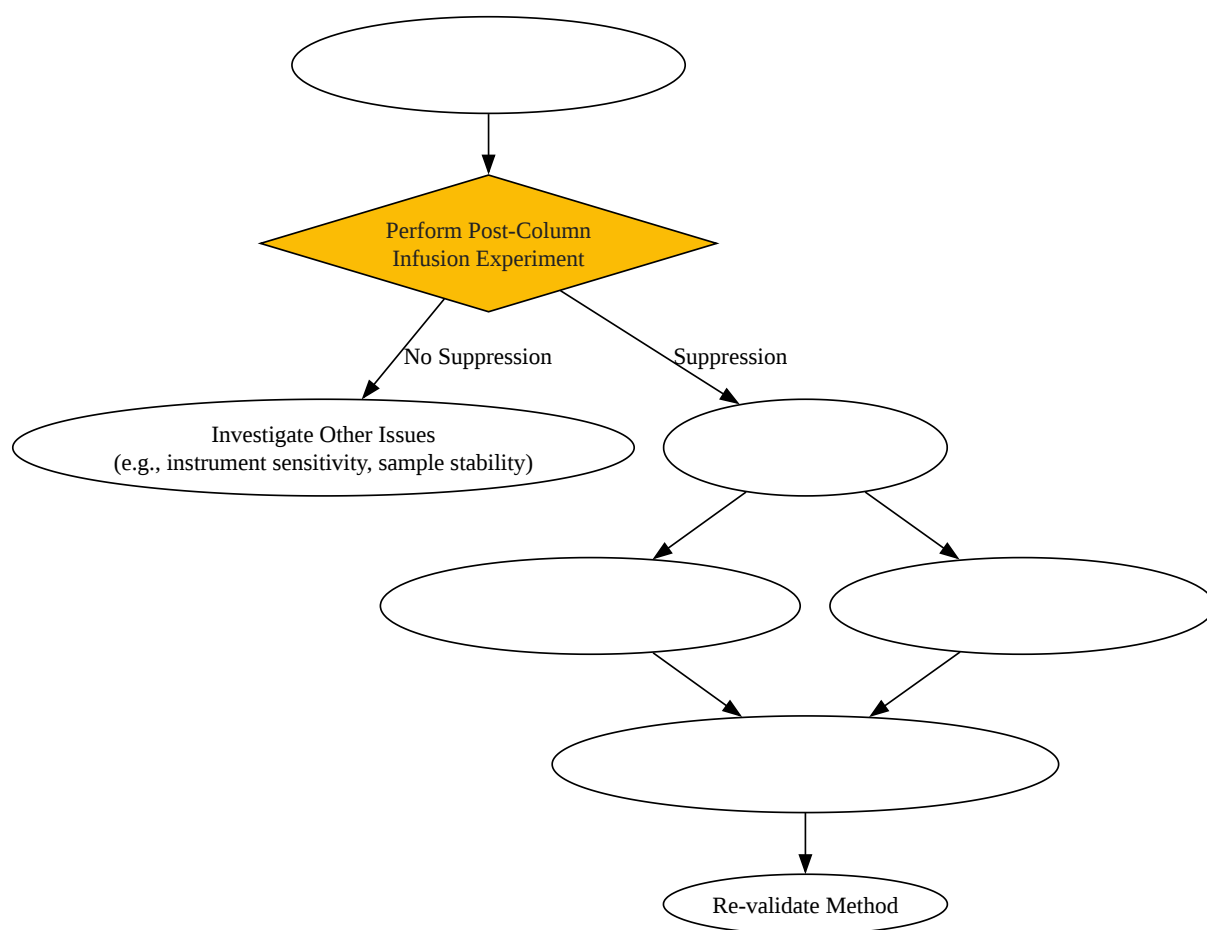 Perform Post-Column
Infusion Experiment
No Suppression
Suppression
Investigate Other Issues
(e.g., instrument sensitivity, sample stability)
Re-validate Method